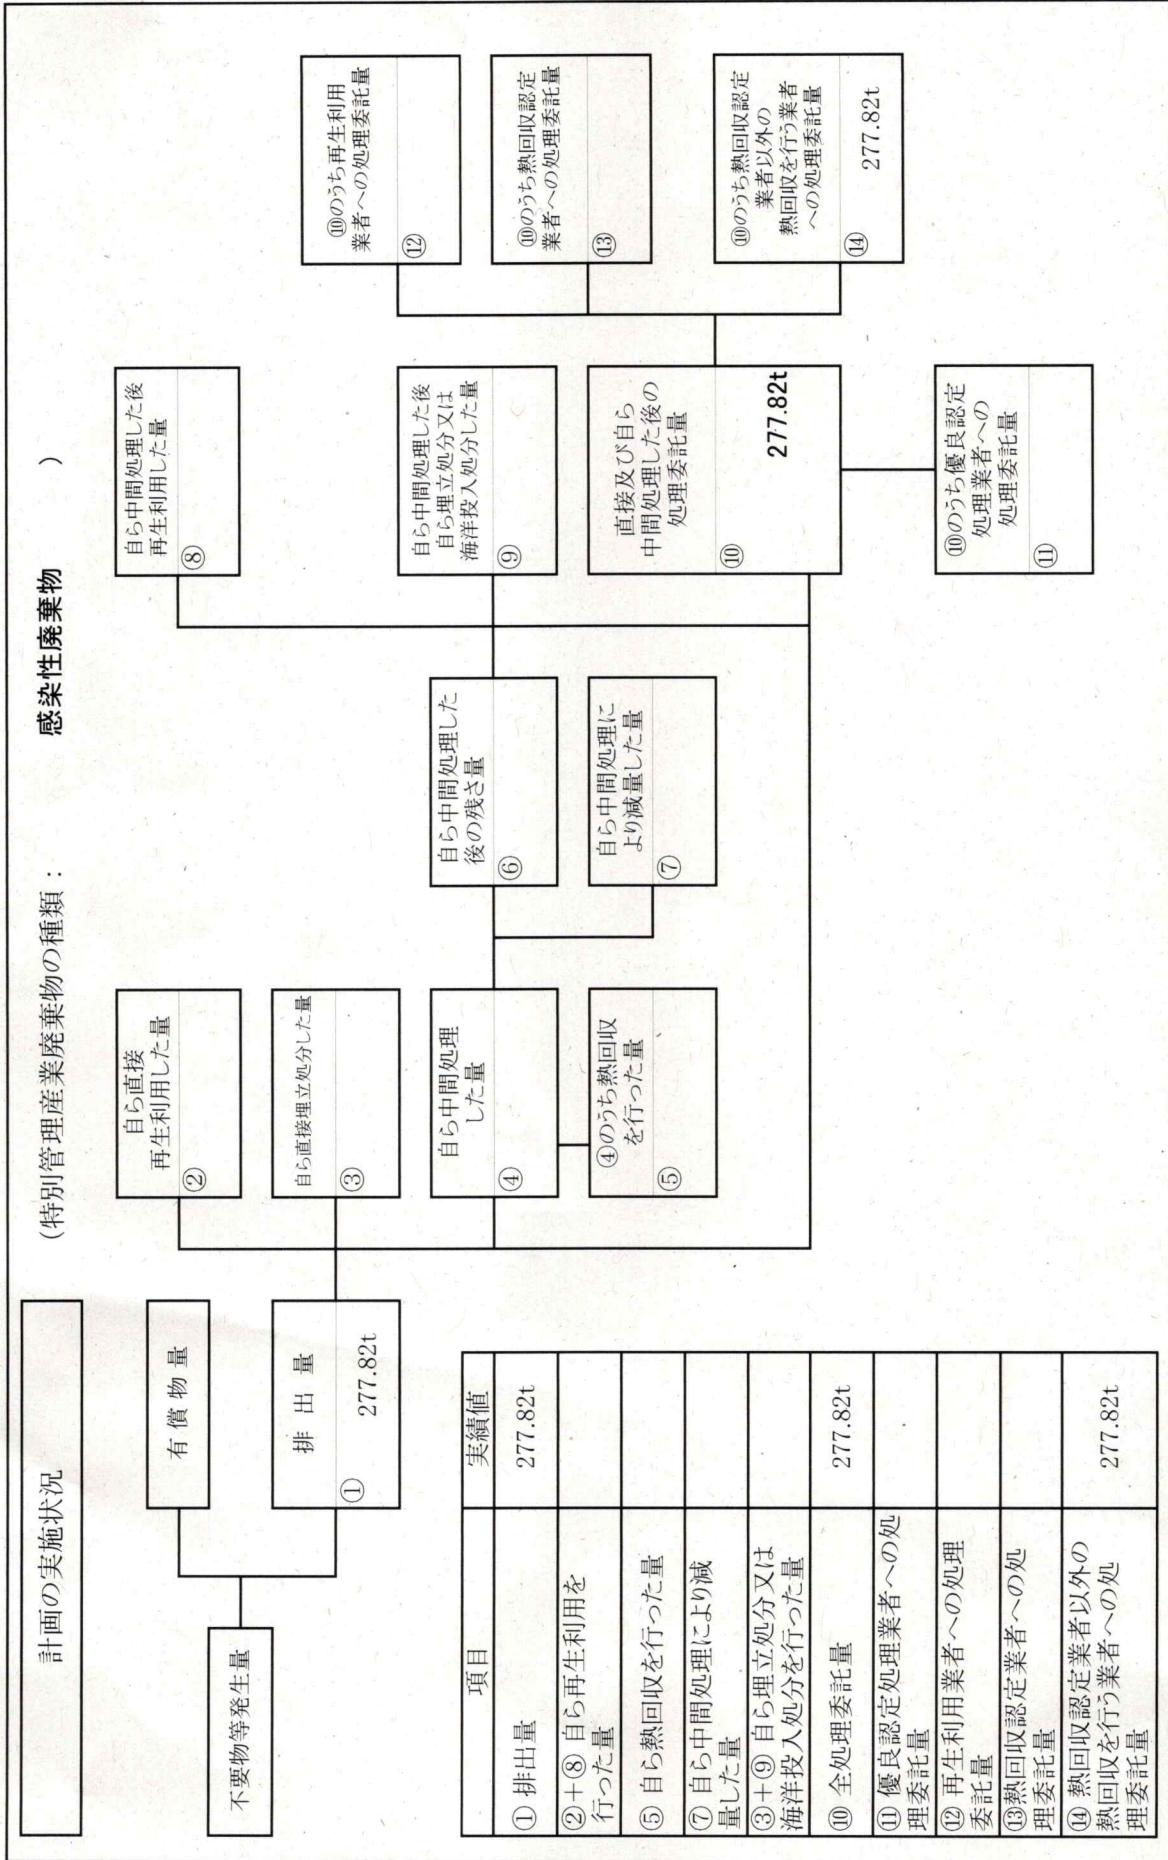 計画の実施状況
(特別管理産業廃棄物の種類： 感染性廃棄物 )
不要物等発生量
有償物量
排出量
① 277.82t
自ら直接
再生利用した量
②
自ら直接埋立処分した量
③
自ら中間処理
した量
④
④のうち熱回収
を行った量
⑤
自ら中間処理した
後の残さ量
⑥
自ら中間処理に
より減量した量
⑦
自ら中間処理した後
再生利用した量
⑧
自ら中間処理した後
自ら埋立処分又は
海洋投入処分した量
⑨
直接及び自ら
中間処理した後の
処理委託量
⑩ 277.82t
⑩のうち優良認定
処理業者への
処理委託量
⑪
⑩のうち再生利用
業者への処理委託量
⑫
⑩のうち熱回収認定
業者への処理委託量
⑬
⑩のうち熱回収認定
業者以外の
熱回収を行う業者
への処理委託量
⑭ 277.82t
項目 実績値
① 排出量 277.82t
②+⑧ 自ら再生利用を
行った量
⑤ 自ら熱回収を行った量
⑦ 自ら中間処理により減
量した量
③+⑨ 自ら埋立処分又は
海洋投入処分を行った量
⑩ 全処理委託量 277.82t
⑪ 優良認定処理業者への処
理委託量
⑫ 再生利用業者への処理
委託量
⑬熱回収認定業者への処
理委託量
⑭ 熱回収認定業者以外の
熱回収を行う業者への処
理委託量 277.82t